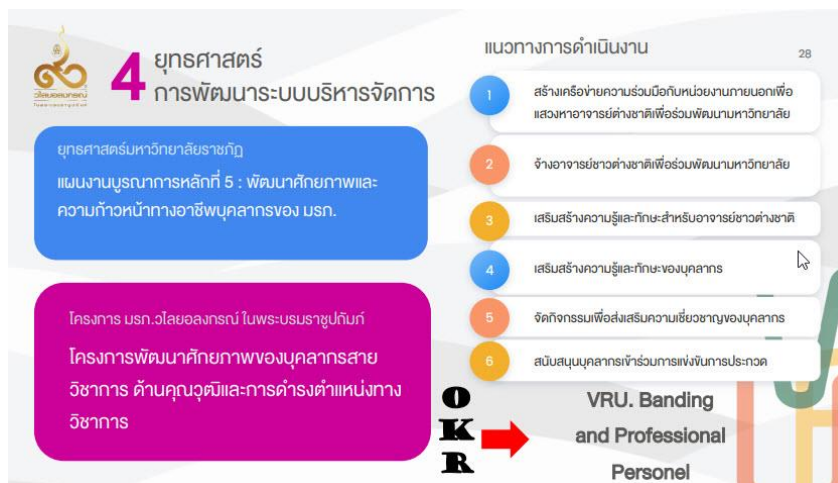 4
ยุทธศาสตร์
การพัฒนาระบบบริหารจัดการ
ยุทธศาสตร์มหาวิทยาลัยราชภัฏ
แผนงานบูรณาการหลักที่ 5 : พัฒนาศักยภาพและ
ความก้าวหน้าทางอาชีพบุคลากรของ มรภ.
โครงการ มรภ.วไลยอลงกรณ์ ในพระบรมราชูปถัมภ์
โครงการพัฒนาศักยภาพของบุคลากรสาย
วิชาการ ด้านคุณวุฒิและการดำรงตำแหน่งทาง
วิชาการ
แนวทางการดำเนินงาน
28
1
สร้างเครือข่ายความร่วมมือกับหน่วยงานภายนอกเพื่อ
แสวงหาอาจารย์ต่างชาติเพื่อร่วมพัฒนามหาวิทยาลัย
2
จ้างอาจารย์ชาวต่างชาติเพื่อร่วมพัฒนามหาวิทยาลัย
3
เสริมสร้างความรู้และทักษะสำหรับอาจารย์ชาวต่างชาติ
4
เสริมสร้างความรู้และทักษะของบุคลากร
5
จัดกิจกรรมเพื่อส่งเสริมความเชี่ยวชาญของบุคลากร
6
สนับสนุนบุคลากรเข้าร่วมการแข่งขันการประกวด
O
K
R
VRU. Banding
and Professional
Personel